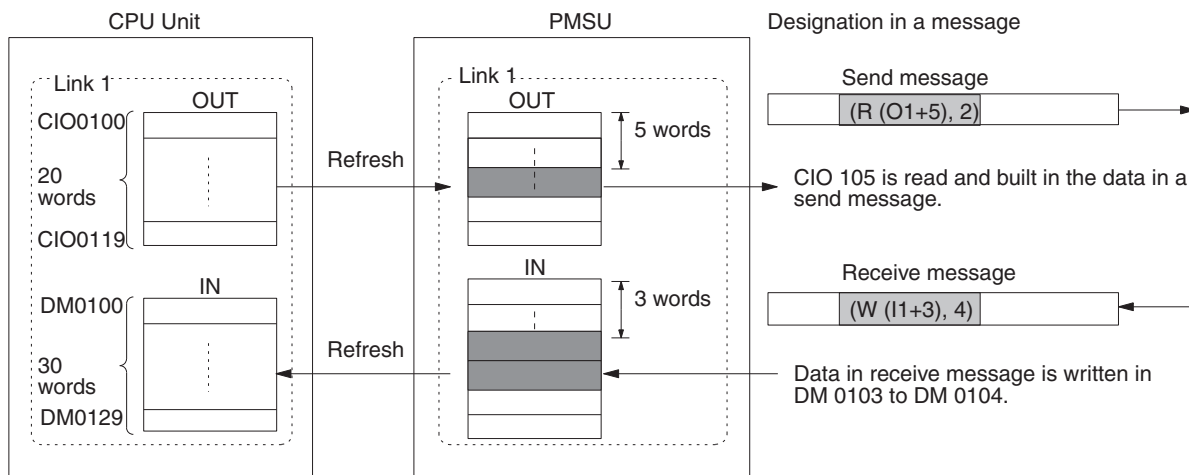 CPU Unit
PMSU
Designation in a message
Link 1
OUT
CIO0100
20
words
CIO0119
IN
DM0100
30
words
DM0129
Refresh
Refresh
Link 1
OUT
5 words
IN
3 words
Send message
(R (O1+5), 2)
CIO 105 is read and built in the data in a
send message.
Receive message
(W (I1+3), 4)
Data in receive message is written in
DM 0103 to DM 0104.